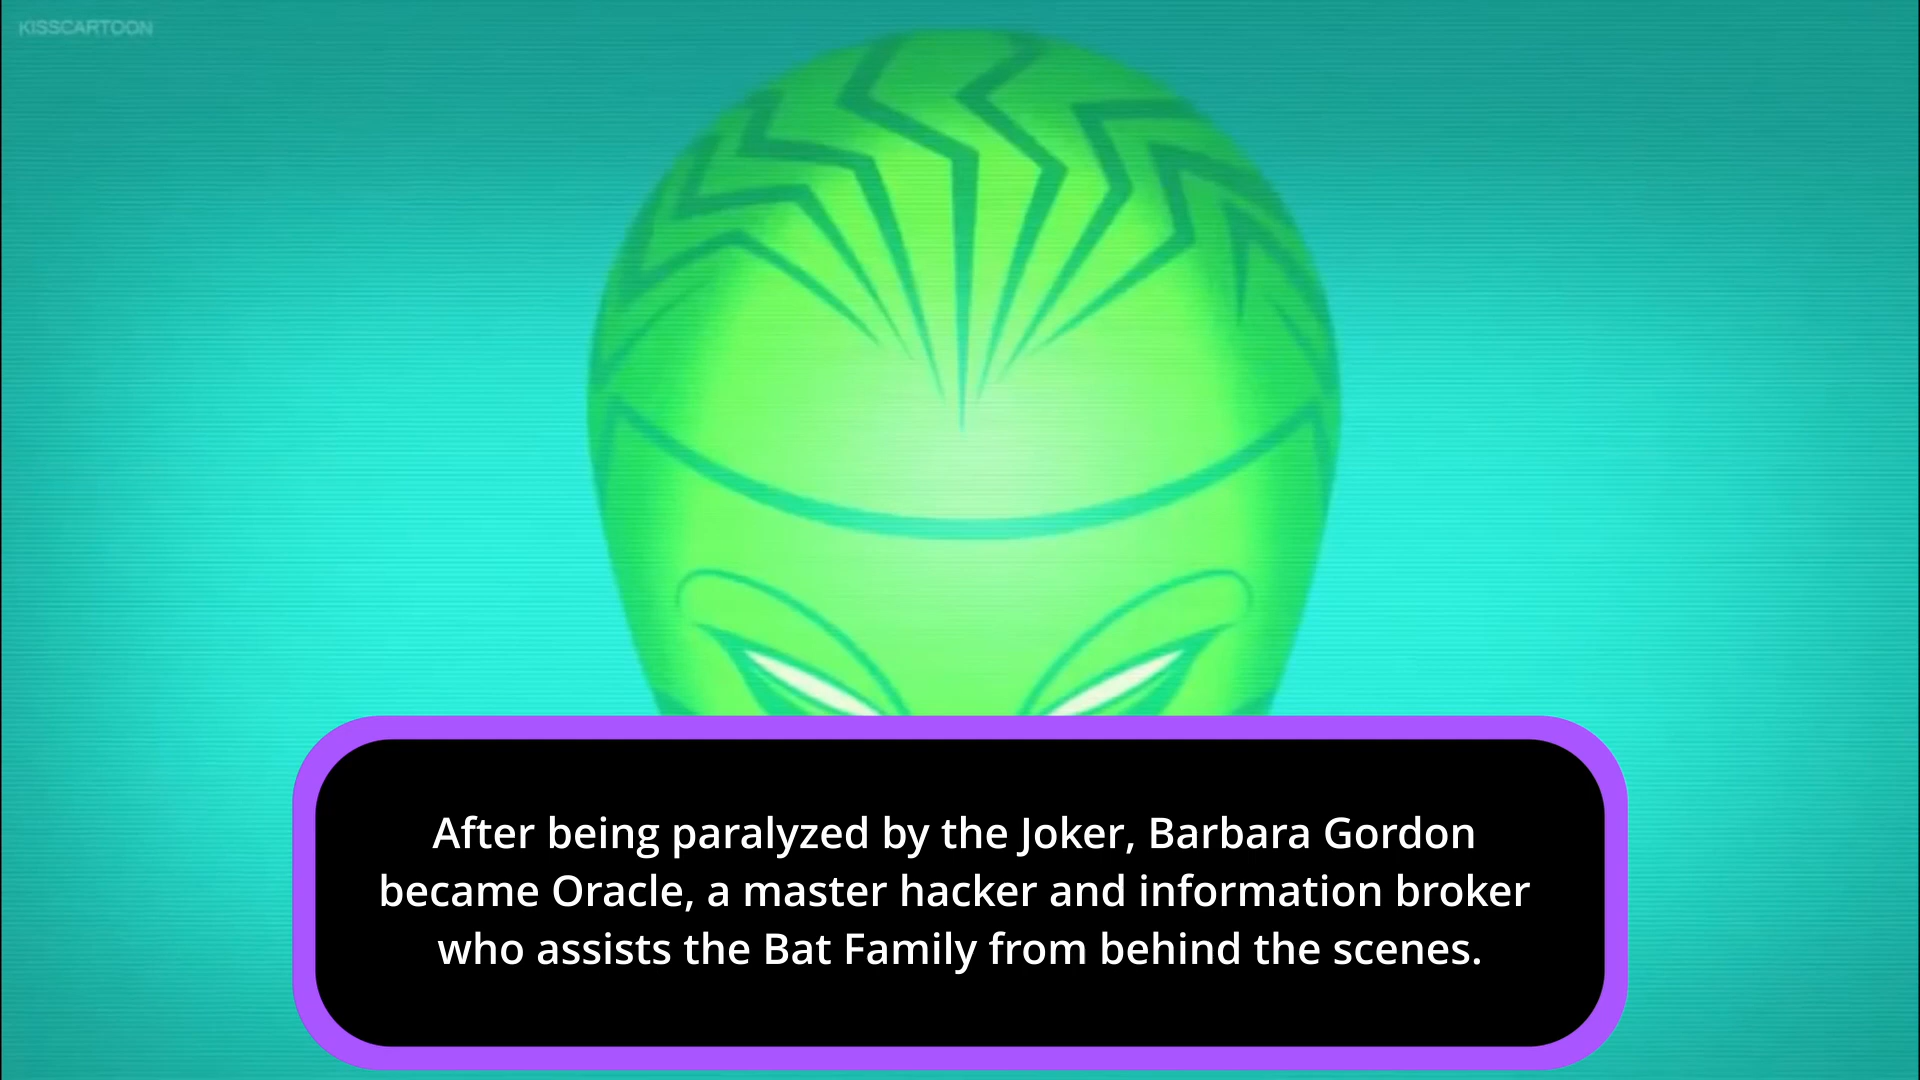 KISSCARTOON
After being paralyzed by the Joker, Barbara Gordon
became Oracle, a master hacker and information broker
who assists the Bat Family from behind the scenes.